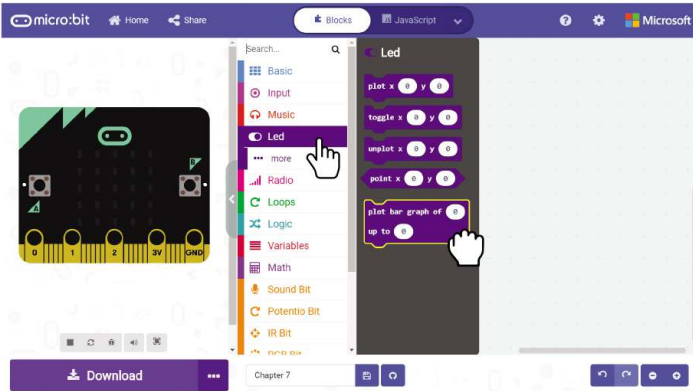 micro:bit
Home
Share
Blocks
JavaScript
Microsoft
Search...
Basic
Input
Music
Led
more
Radio
Loops
Logic
Variables
Math
Sound Bit
Potentio Bit
IR Bit
RGB Bit
Led
plot x 0 y 0
toggle x 0 y 0
unplot x 0 y 0
point x 0 y 0
plot bar graph of 0
up to 0
B
A
0 1 2 3V GND
Download
Chapter 7